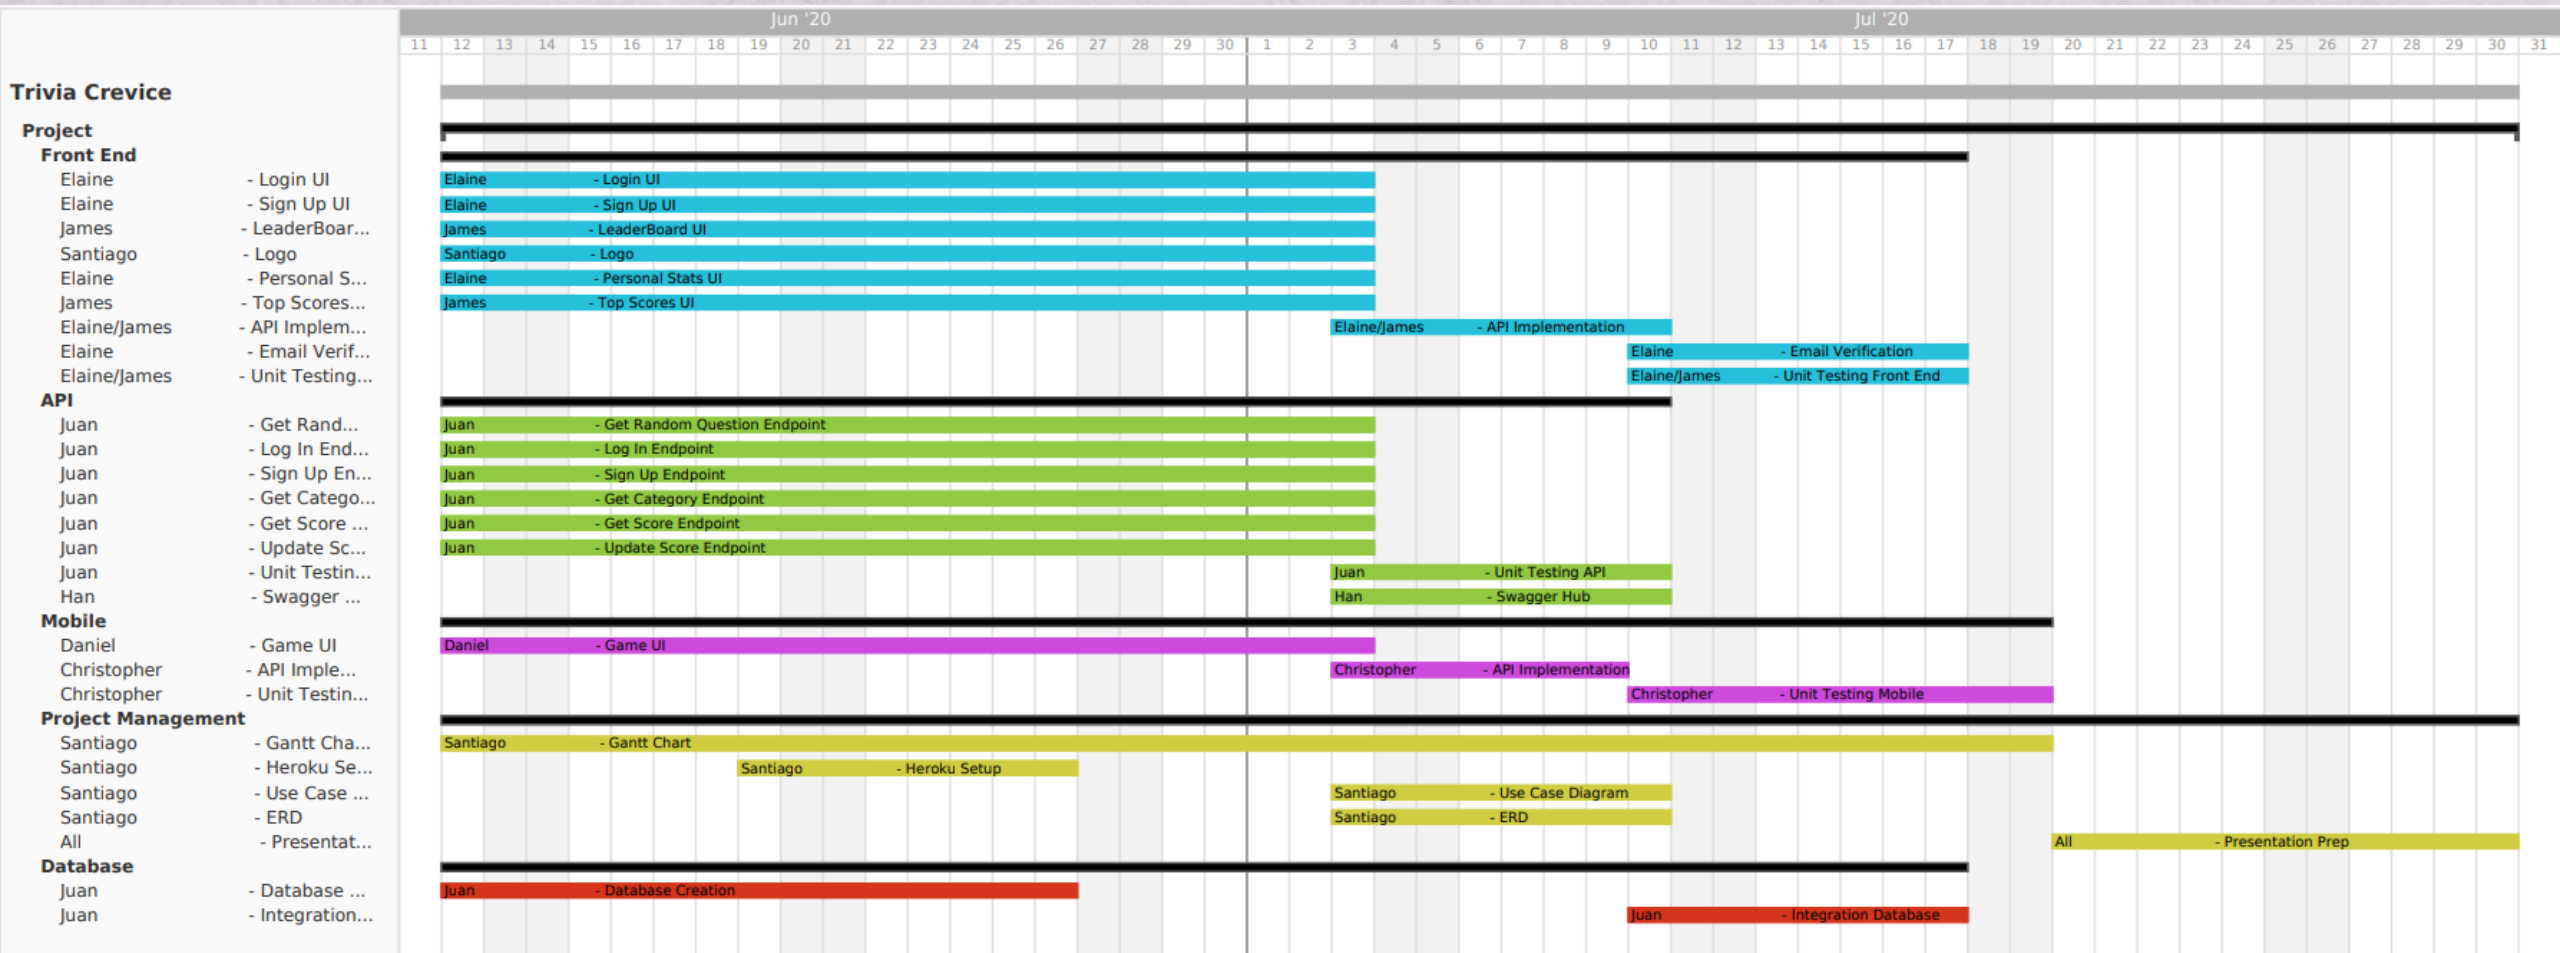 Jun '20 Jul '20
11 12 13 14 15 16 17 18 19 20 21 22 23 24 25 26 27 28 29 30 1 2 3 4 5 6 7 8 9 10 11 12 13 14 15 16 17 18 19 20 21 22 23 24 25 26 27 28 29 30 31
Trivia Crevice
Project
Front End
Elaine - Login UI Elaine - Login UI
Elaine - Sign Up UI Elaine - Sign Up UI
James - LeaderBoar... James - LeaderBoard UI
Santiago - Logo Santiago - Logo
Elaine - Personal S... Elaine - Personal Stats UI
James - Top Scores... James - Top Scores UI
Elaine/James - API Implem... Elaine/James - API Implementation
Elaine - Email Verif... Elaine - Email Verification
Elaine/James - Unit Testing... Elaine/James - Unit Testing Front End
API
Juan - Get Rand... Juan - Get Random Question Endpoint
Juan - Log In End... Juan - Log In Endpoint
Juan - Sign Up En... Juan - Sign Up Endpoint
Juan - Get Catego... Juan - Get Category Endpoint
Juan - Get Score ... Juan - Get Score Endpoint
Juan - Update Sc... Juan - Update Score Endpoint
Juan - Unit Testin... Juan - Unit Testing API
Han - Swagger ... Han - Swagger Hub
Mobile
Daniel - Game UI Daniel - Game UI
Christopher - API Imple... Christopher - API Implementation
Christopher - Unit Testin... Christopher - Unit Testing Mobile
Project Management
Santiago - Gantt Cha... Santiago - Gantt Chart
Santiago - Heroku Se... Santiago - Heroku Setup
Santiago - Use Case ... Santiago - Use Case Diagram
Santiago - ERD Santiago - ERD
All - Presentat... All - Presentation Prep
Database
Juan - Database ... Juan - Database Creation
Juan - Integration... Juan - Integration Database